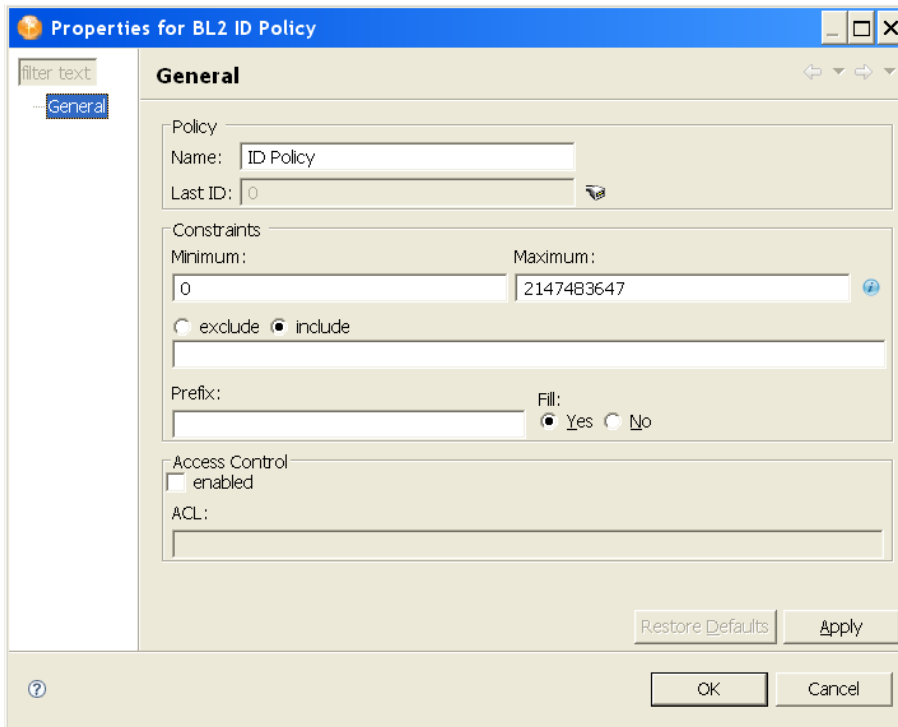 Properties for BL2 ID Policy
filter text
General
General
Policy
Name: ID Policy
Last ID: 0
Constraints
Minimum: Maximum:
0 2147483647
exclude include
Prefix: Fill:
Yes No
Access Control
enabled
ACL:
Restore Defaults Apply
OK Cancel